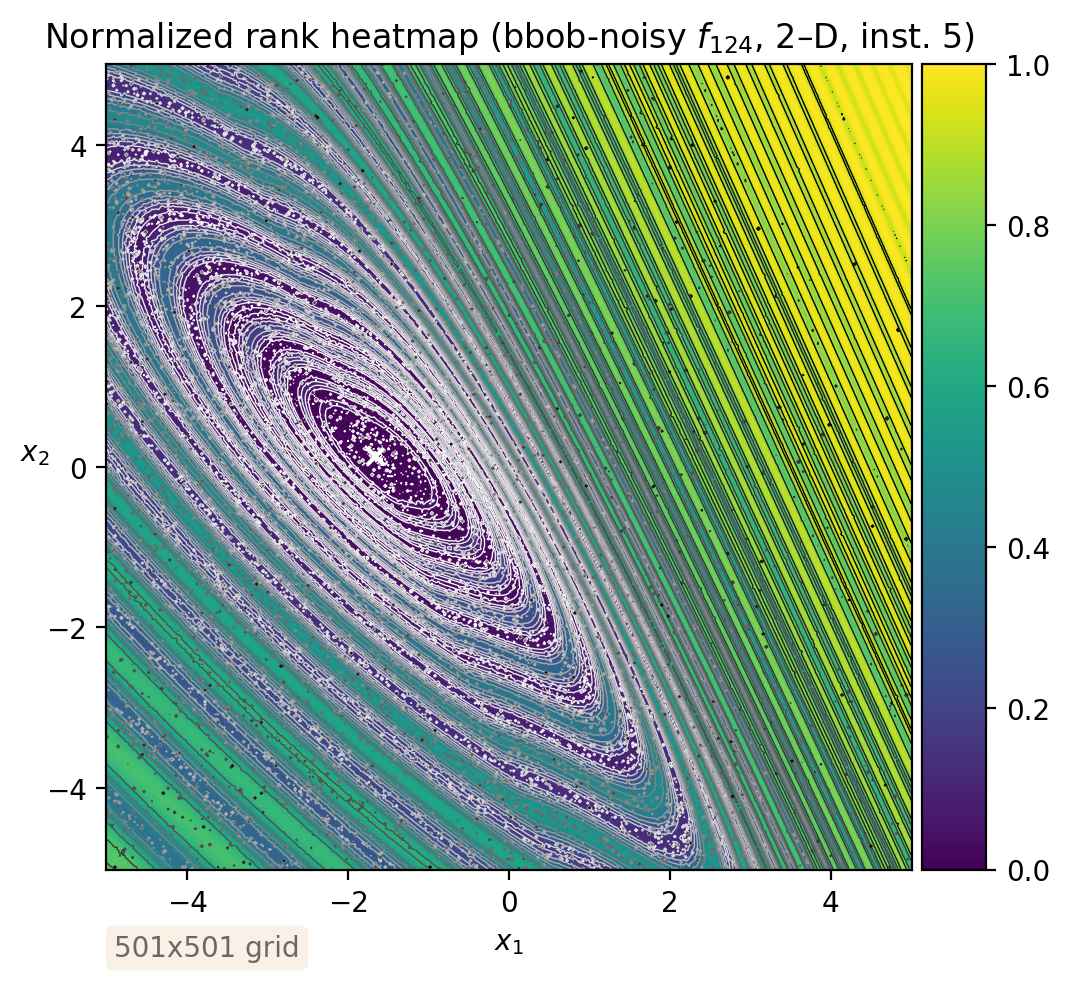 Normalized rank heatmap (bbob-noisy f124, 2–D, inst. 5)
1.0
0.8
0.6
0.4
0.2
0.0
4
2
0
−2
−4
x2
−4 −2 0 2 4
x1
501x501 grid